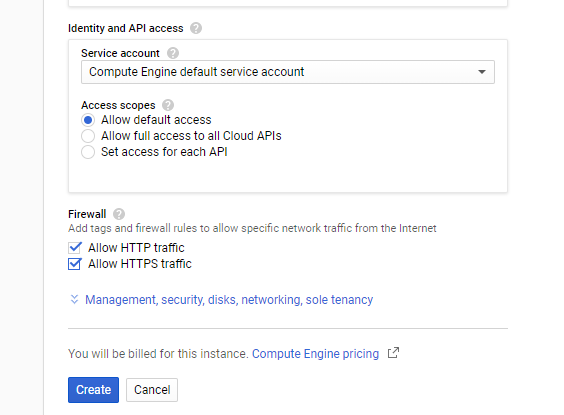 Identity and API access
Service account
Compute Engine default service account
Access scopes
Allow default access
Allow full access to all Cloud APIs
Set access for each API
Firewall
Add tags and firewall rules to allow specific network traffic from the Internet
Allow HTTP traffic
Allow HTTPS traffic
Management, security, disks, networking, sole tenancy
You will be billed for this instance. Compute Engine pricing
Create Cancel